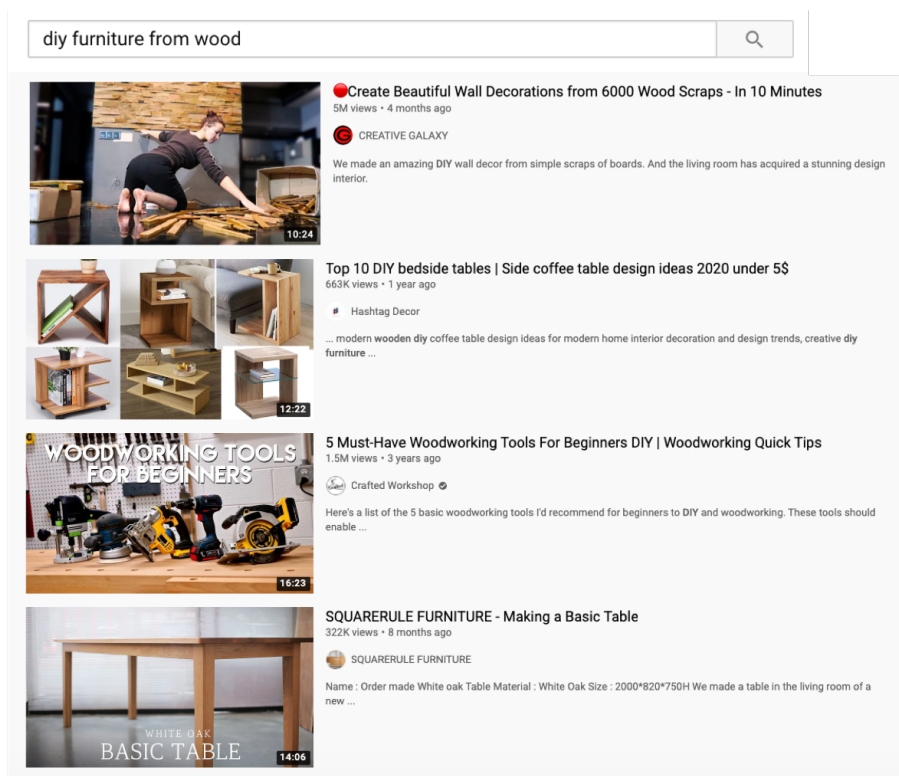 diy furniture from wood
🔴Create Beautiful Wall Decorations from 6000 Wood Scraps - In 10 Minutes
5M views • 4 months ago
CREATIVE GALAXY
We made an amazing DIY wall decor from simple scraps of boards. And the living room has acquired a stunning design
interior.
10:24
Top 10 DIY bedside tables | Side coffee table design ideas 2020 under 5$
663K views • 1 year ago
Hashtag Decor
... modern wooden diy coffee table design ideas for modern home interior decoration and design trends, creative diy
furniture ...
12:22
WOODWORKING TOOLS
FOR BEGINNERS
16:23
5 Must-Have Woodworking Tools For Beginners DIY | Woodworking Quick Tips
1.5M views • 3 years ago
Crafted Workshop
Here's a list of the 5 basic woodworking tools I'd recommend for beginners to DIY and woodworking. These tools should
enable ...
SQUARERULE FURNITURE - Making a Basic Table
322K views • 8 months ago
SQUARERULE FURNITURE
Name : Order made White oak Table Material : White Oak Size : 2000*820*750H We made a table in the living room of a
new ...
WHITE OAK
BASIC TABLE
14:06